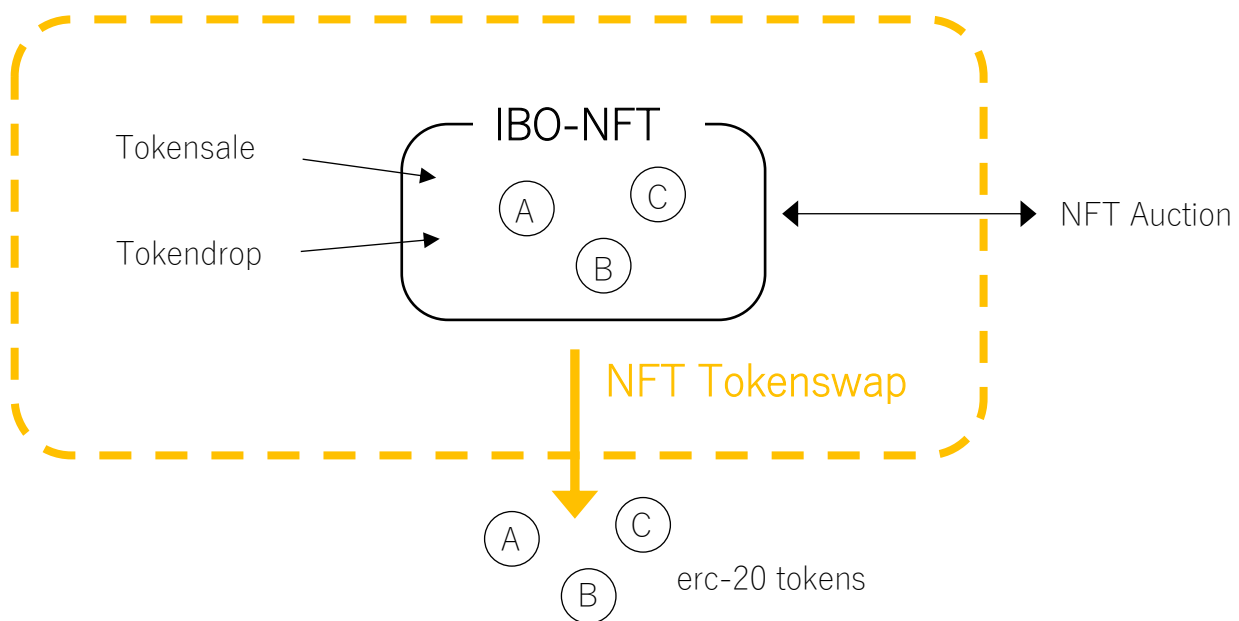 IBO-NFT
Tokensale
A
C
NFT Auction
Tokendrop
B
NFT Tokenswap
A
C
B
erc-20 tokens